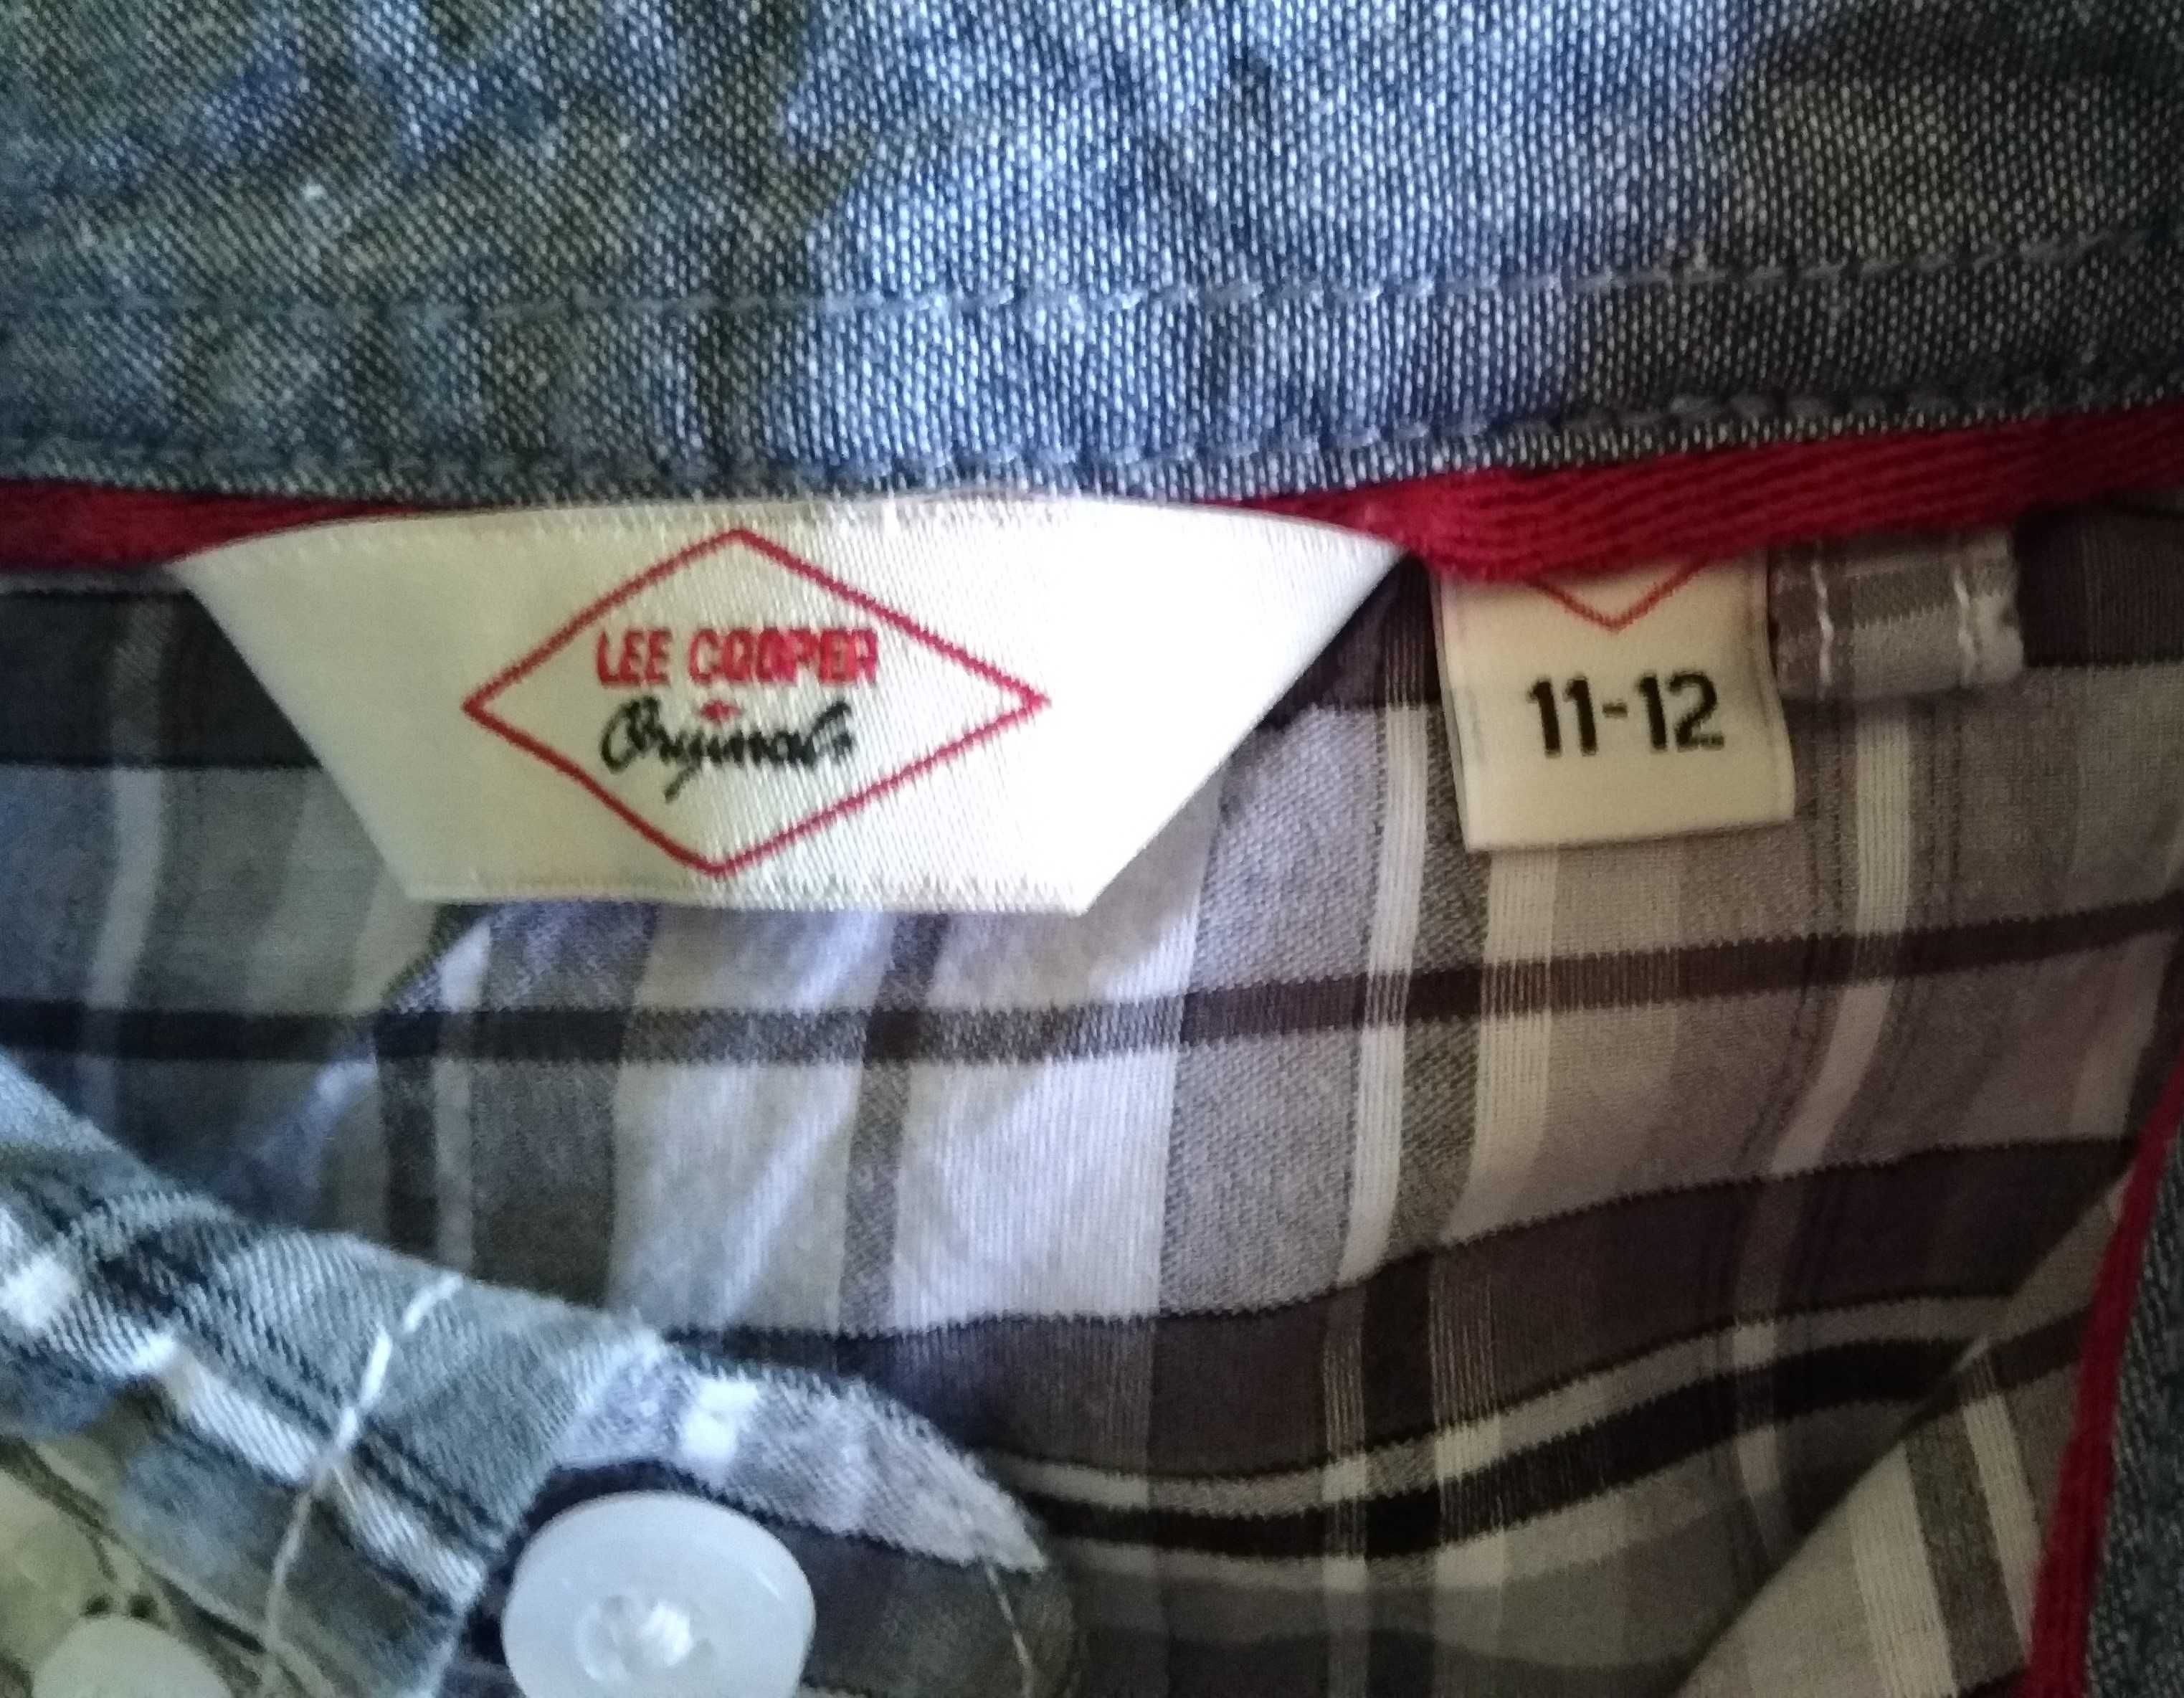 LEE COOPER
Originals
11-12